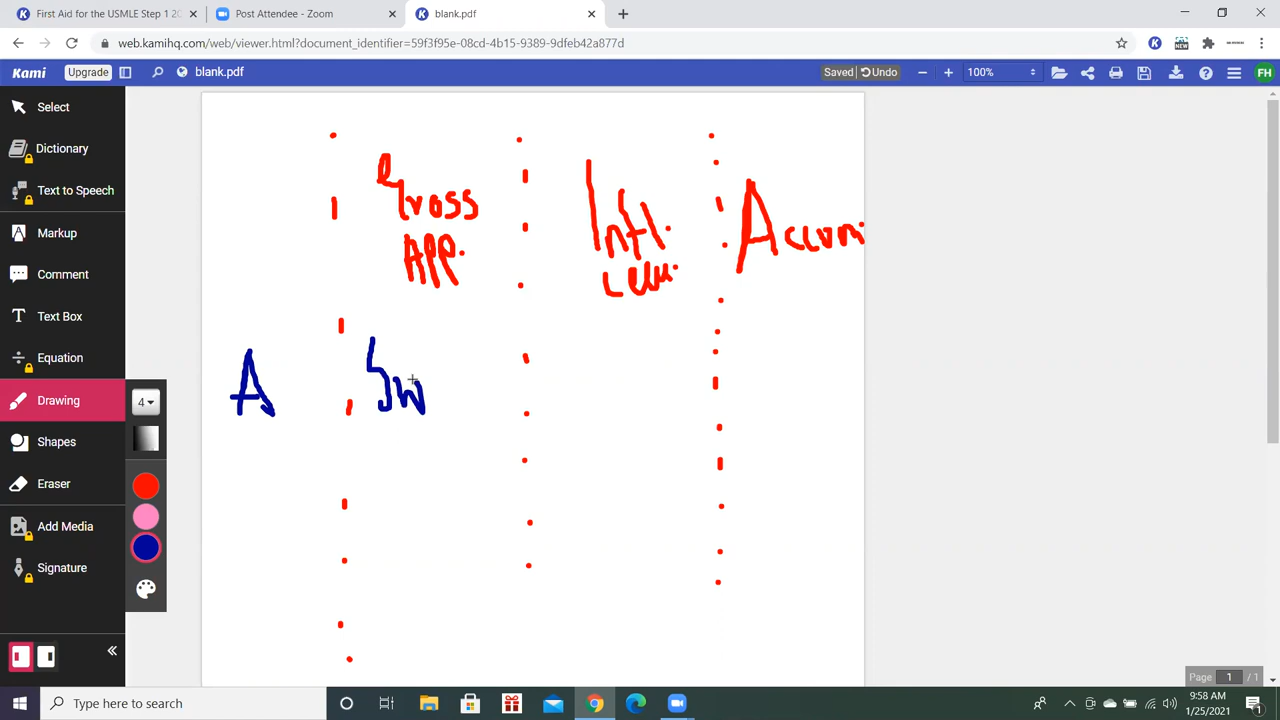 First Aid for the USMLE Step 1 20
Post Attendee - Zoom
blank.pdf
web.kamihq.com/web/viewer.html?document_identifier=59f3f95e-08cd-4b15-9389-9dfeb42a877d
Kami Upgrade blank.pdf Saved Undo 100% FH
Select
Dictionary
Text to Speech
Markup
Comment
Text Box
Equation
Drawing
Shapes
Eraser
Add Media
Signature
4
Gross
App.
Infl.
Accum
A Sw
Page 1 / 1
Type here to search
9:58 AM
1/25/2021